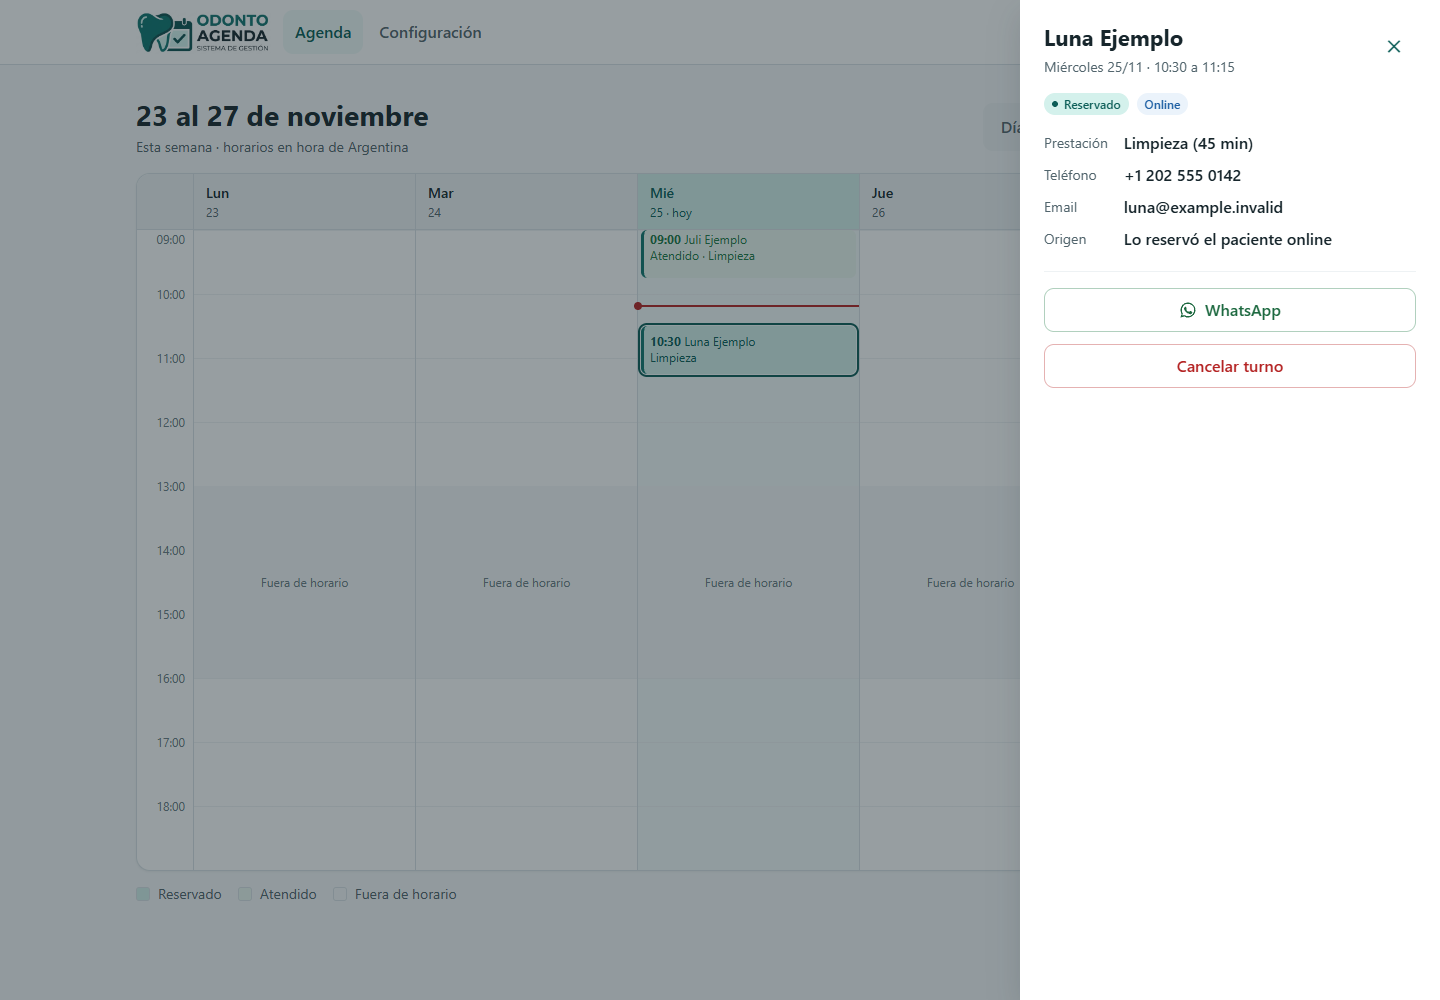 ODONTO
AGENDA
SISTEMA DE GESTIÓN
Agenda
Configuración
23 al 27 de noviembre
Esta semana · horarios en hora de Argentina
Día
Lun
23
Mar
24
Mié
25 · hoy
Jue
26
09:00
10:00
11:00
12:00
13:00
14:00
15:00
16:00
17:00
18:00
09:00 Juli Ejemplo
Atendido · Limpieza
10:30 Luna Ejemplo
Limpieza
Fuera de horario
Fuera de horario
Fuera de horario
Fuera de horario
Reservado
Atendido
Fuera de horario
Luna Ejemplo
Miércoles 25/11 · 10:30 a 11:15
Reservado
Online
Prestación Limpieza (45 min)
Teléfono +1 202 555 0142
Email luna@example.invalid
Origen Lo reservó el paciente online
WhatsApp
Cancelar turno